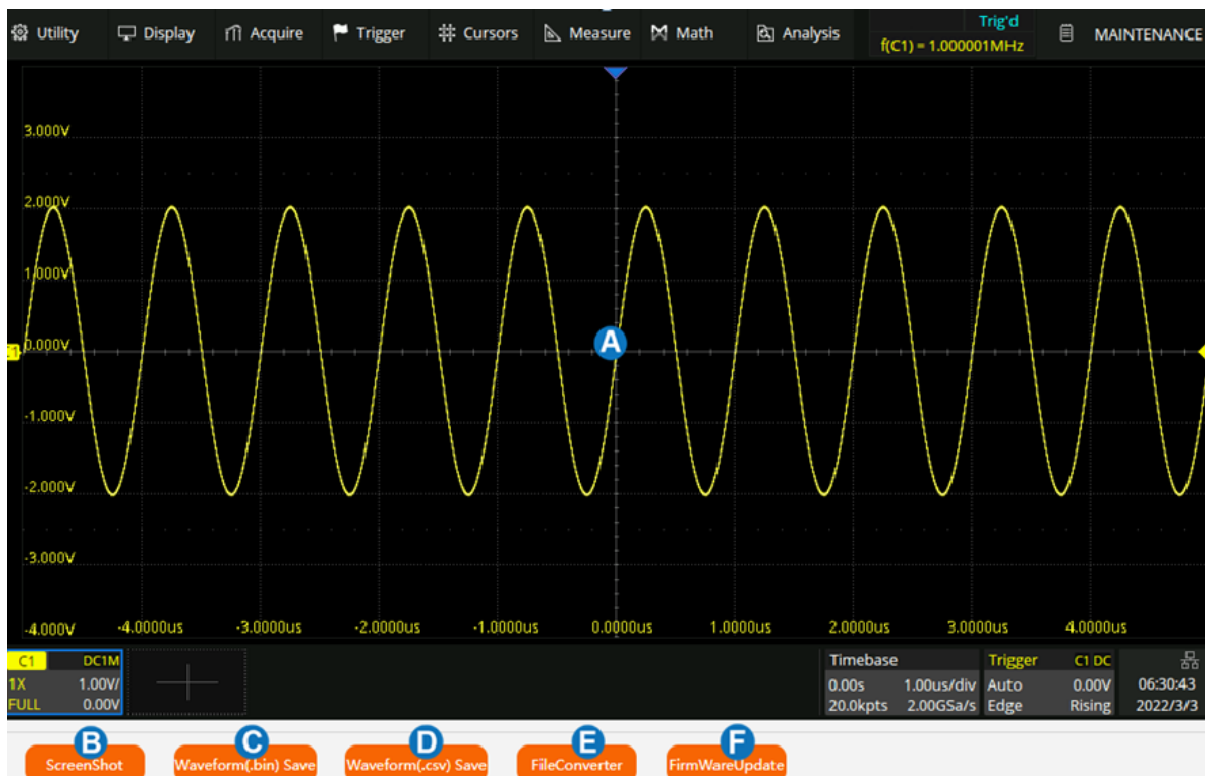 Utility Display Acquire Trigger Cursors Measure Math Analysis Trig'd MAINTENANCE
f(C1) = 1.000001MHz
3.000V
2.000V
1.000V
A
0.000V
-1.000V
-2.000V
-3.000V
-4.000V -4.0000us -3.0000us -2.0000us -1.0000us 0.0000us 1.0000us 2.0000us 3.0000us 4.0000us
C1 DC1M
1X 1.00V/
FULL 0.00V
Timebase
0.00s 1.00us/div
20.0kpts 2.00GSa/s
Trigger C1 DC
Auto 0.00V
Edge Rising
06:30:43
2022/3/3
B C D E F
ScreenShot Waveform(.bin) Save Waveform(.csv) Save FileConverter FirmWareUpdate